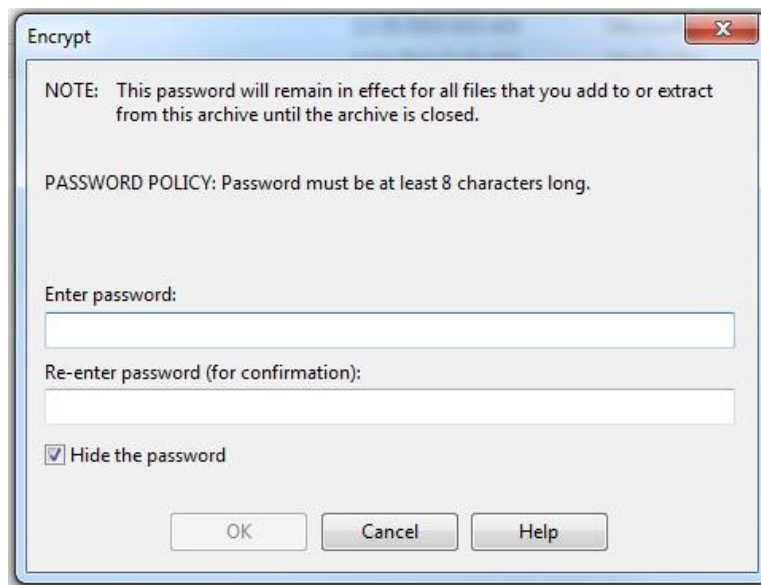 Encrypt
NOTE: This password will remain in effect for all files that you add to or extract
from this archive until the archive is closed.
PASSWORD POLICY: Password must be at least 8 characters long.
Enter password:
Re-enter password (for confirmation):
Hide the password
OK Cancel Help